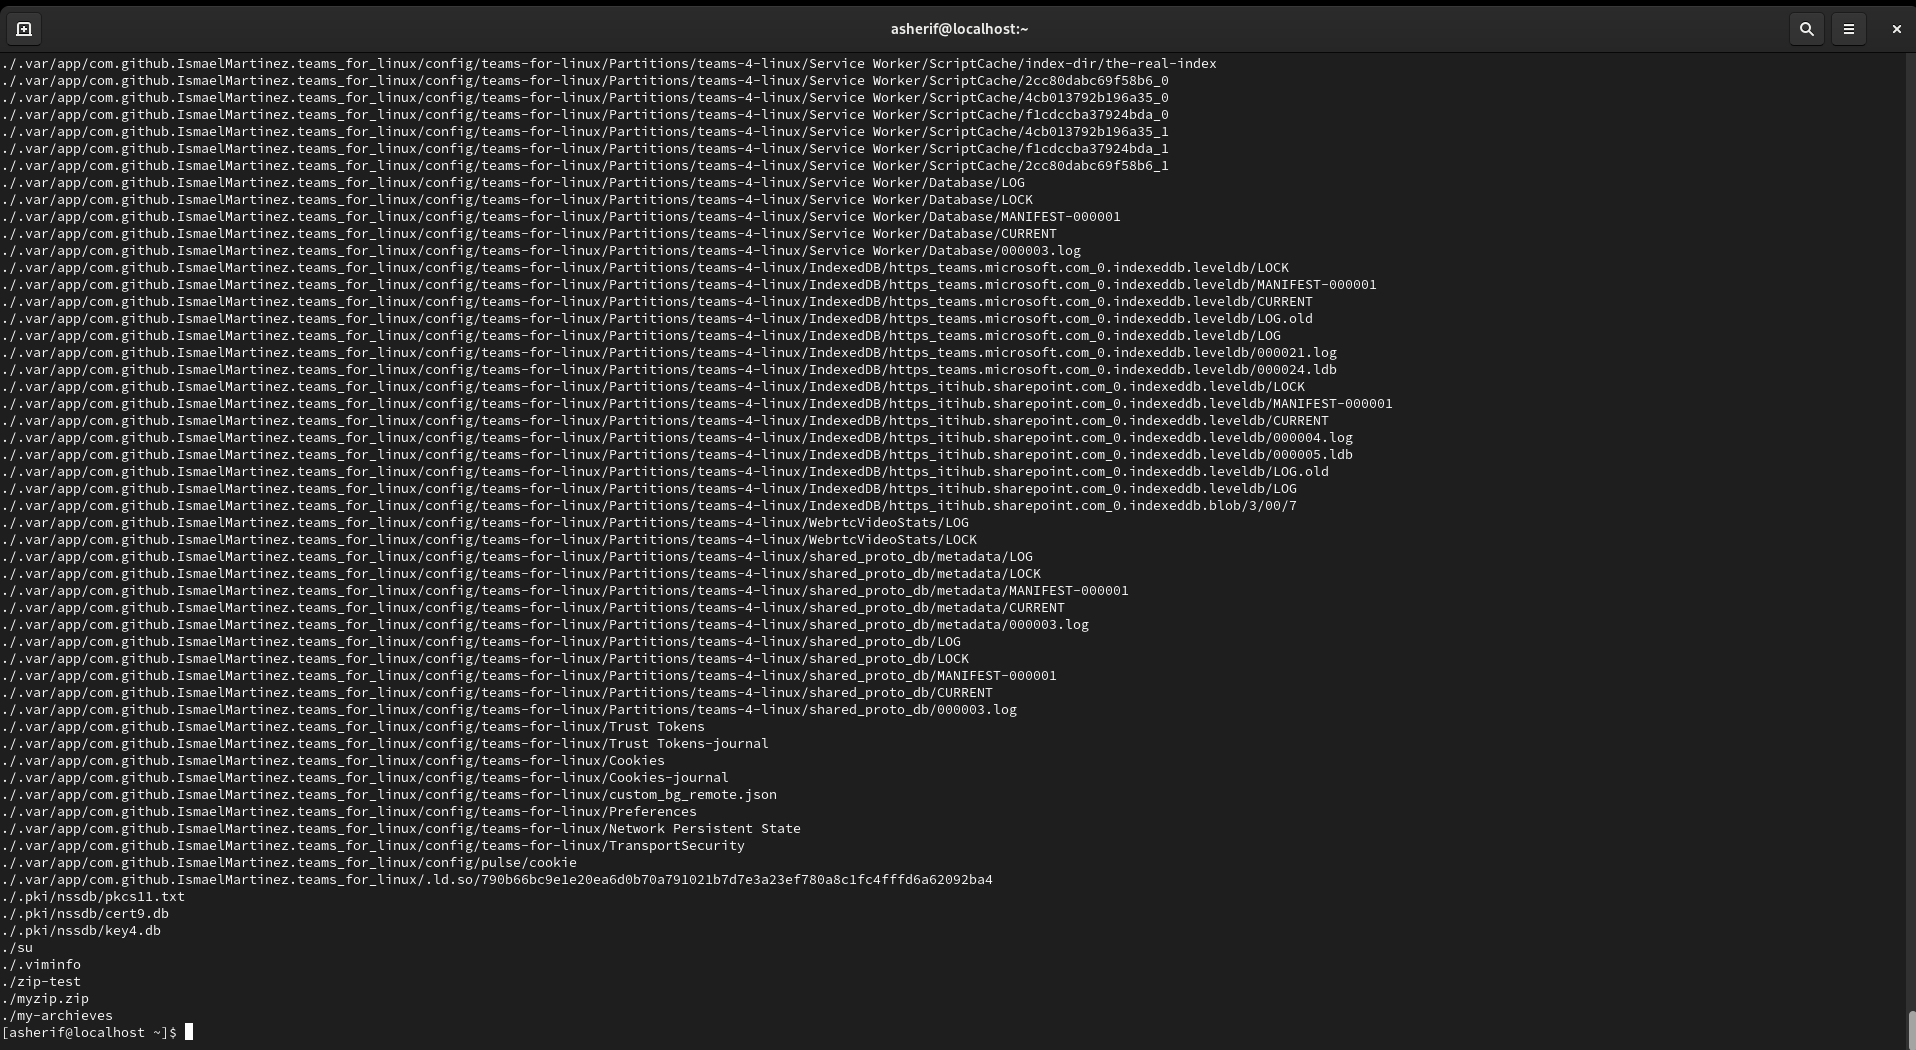 asherif@localhost:~
./.var/app/com.github.IsmaelMartinez.teams_for_linux/config/teams-for-linux/Partitions/teams-4-linux/Service Worker/ScriptCache/index-dir/the-real-index
./.var/app/com.github.IsmaelMartinez.teams_for_linux/config/teams-for-linux/Partitions/teams-4-linux/Service Worker/ScriptCache/2cc80dabc69f58b6_0
./.var/app/com.github.IsmaelMartinez.teams_for_linux/config/teams-for-linux/Partitions/teams-4-linux/Service Worker/ScriptCache/4cb013792b196a35_0
./.var/app/com.github.IsmaelMartinez.teams_for_linux/config/teams-for-linux/Partitions/teams-4-linux/Service Worker/ScriptCache/f1cdccba37924bda_0
./.var/app/com.github.IsmaelMartinez.teams_for_linux/config/teams-for-linux/Partitions/teams-4-linux/Service Worker/ScriptCache/4cb013792b196a35_1
./.var/app/com.github.IsmaelMartinez.teams_for_linux/config/teams-for-linux/Partitions/teams-4-linux/Service Worker/ScriptCache/f1cdccba37924bda_1
./.var/app/com.github.IsmaelMartinez.teams_for_linux/config/teams-for-linux/Partitions/teams-4-linux/Service Worker/ScriptCache/2cc80dabc69f58b6_1
./.var/app/com.github.IsmaelMartinez.teams_for_linux/config/teams-for-linux/Partitions/teams-4-linux/Service Worker/Database/LOG
./.var/app/com.github.IsmaelMartinez.teams_for_linux/config/teams-for-linux/Partitions/teams-4-linux/Service Worker/Database/LOCK
./.var/app/com.github.IsmaelMartinez.teams_for_linux/config/teams-for-linux/Partitions/teams-4-linux/Service Worker/Database/MANIFEST-000001
./.var/app/com.github.IsmaelMartinez.teams_for_linux/config/teams-for-linux/Partitions/teams-4-linux/Service Worker/Database/CURRENT
./.var/app/com.github.IsmaelMartinez.teams_for_linux/config/teams-for-linux/Partitions/teams-4-linux/Service Worker/Database/000003.log
./.var/app/com.github.IsmaelMartinez.teams_for_linux/config/teams-for-linux/Partitions/teams-4-linux/IndexedDB/https_teams.microsoft.com_0.indexeddb.leveldb/LOCK
./.var/app/com.github.IsmaelMartinez.teams_for_linux/config/teams-for-linux/Partitions/teams-4-linux/IndexedDB/https_teams.microsoft.com_0.indexeddb.leveldb/MANIFEST-000001
./.var/app/com.github.IsmaelMartinez.teams_for_linux/config/teams-for-linux/Partitions/teams-4-linux/IndexedDB/https_teams.microsoft.com_0.indexeddb.leveldb/CURRENT
./.var/app/com.github.IsmaelMartinez.teams_for_linux/config/teams-for-linux/Partitions/teams-4-linux/IndexedDB/https_teams.microsoft.com_0.indexeddb.leveldb/LOG.old
./.var/app/com.github.IsmaelMartinez.teams_for_linux/config/teams-for-linux/Partitions/teams-4-linux/IndexedDB/https_teams.microsoft.com_0.indexeddb.leveldb/LOG
./.var/app/com.github.IsmaelMartinez.teams_for_linux/config/teams-for-linux/Partitions/teams-4-linux/IndexedDB/https_teams.microsoft.com_0.indexeddb.leveldb/000021.log
./.var/app/com.github.IsmaelMartinez.teams_for_linux/config/teams-for-linux/Partitions/teams-4-linux/IndexedDB/https_teams.microsoft.com_0.indexeddb.leveldb/000024.ldb
./.var/app/com.github.IsmaelMartinez.teams_for_linux/config/teams-for-linux/Partitions/teams-4-linux/IndexedDB/https_itihub.sharepoint.com_0.indexeddb.leveldb/LOCK
./.var/app/com.github.IsmaelMartinez.teams_for_linux/config/teams-for-linux/Partitions/teams-4-linux/IndexedDB/https_itihub.sharepoint.com_0.indexeddb.leveldb/MANIFEST-000001
./.var/app/com.github.IsmaelMartinez.teams_for_linux/config/teams-for-linux/Partitions/teams-4-linux/IndexedDB/https_itihub.sharepoint.com_0.indexeddb.leveldb/CURRENT
./.var/app/com.github.IsmaelMartinez.teams_for_linux/config/teams-for-linux/Partitions/teams-4-linux/IndexedDB/https_itihub.sharepoint.com_0.indexeddb.leveldb/000004.log
./.var/app/com.github.IsmaelMartinez.teams_for_linux/config/teams-for-linux/Partitions/teams-4-linux/IndexedDB/https_itihub.sharepoint.com_0.indexeddb.leveldb/000005.ldb
./.var/app/com.github.IsmaelMartinez.teams_for_linux/config/teams-for-linux/Partitions/teams-4-linux/IndexedDB/https_itihub.sharepoint.com_0.indexeddb.leveldb/LOG.old
./.var/app/com.github.IsmaelMartinez.teams_for_linux/config/teams-for-linux/Partitions/teams-4-linux/IndexedDB/https_itihub.sharepoint.com_0.indexeddb.leveldb/LOG
./.var/app/com.github.IsmaelMartinez.teams_for_linux/config/teams-for-linux/Partitions/teams-4-linux/IndexedDB/https_itihub.sharepoint.com_0.indexeddb.blob/3/00/7
./.var/app/com.github.IsmaelMartinez.teams_for_linux/config/teams-for-linux/Partitions/teams-4-linux/WebrtcVideoStats/LOG
./.var/app/com.github.IsmaelMartinez.teams_for_linux/config/teams-for-linux/Partitions/teams-4-linux/WebrtcVideoStats/LOCK
./.var/app/com.github.IsmaelMartinez.teams_for_linux/config/teams-for-linux/Partitions/teams-4-linux/shared_proto_db/metadata/LOG
./.var/app/com.github.IsmaelMartinez.teams_for_linux/config/teams-for-linux/Partitions/teams-4-linux/shared_proto_db/metadata/LOCK
./.var/app/com.github.IsmaelMartinez.teams_for_linux/config/teams-for-linux/Partitions/teams-4-linux/shared_proto_db/metadata/MANIFEST-000001
./.var/app/com.github.IsmaelMartinez.teams_for_linux/config/teams-for-linux/Partitions/teams-4-linux/shared_proto_db/metadata/CURRENT
./.var/app/com.github.IsmaelMartinez.teams_for_linux/config/teams-for-linux/Partitions/teams-4-linux/shared_proto_db/metadata/000003.log
./.var/app/com.github.IsmaelMartinez.teams_for_linux/config/teams-for-linux/Partitions/teams-4-linux/shared_proto_db/LOG
./.var/app/com.github.IsmaelMartinez.teams_for_linux/config/teams-for-linux/Partitions/teams-4-linux/shared_proto_db/LOCK
./.var/app/com.github.IsmaelMartinez.teams_for_linux/config/teams-for-linux/Partitions/teams-4-linux/shared_proto_db/MANIFEST-000001
./.var/app/com.github.IsmaelMartinez.teams_for_linux/config/teams-for-linux/Partitions/teams-4-linux/shared_proto_db/CURRENT
./.var/app/com.github.IsmaelMartinez.teams_for_linux/config/teams-for-linux/Partitions/teams-4-linux/shared_proto_db/000003.log
./.var/app/com.github.IsmaelMartinez.teams_for_linux/config/teams-for-linux/Trust Tokens
./.var/app/com.github.IsmaelMartinez.teams_for_linux/config/teams-for-linux/Trust Tokens-journal
./.var/app/com.github.IsmaelMartinez.teams_for_linux/config/teams-for-linux/Cookies
./.var/app/com.github.IsmaelMartinez.teams_for_linux/config/teams-for-linux/Cookies-journal
./.var/app/com.github.IsmaelMartinez.teams_for_linux/config/teams-for-linux/custom_bg_remote.json
./.var/app/com.github.IsmaelMartinez.teams_for_linux/config/teams-for-linux/Preferences
./.var/app/com.github.IsmaelMartinez.teams_for_linux/config/teams-for-linux/Network Persistent State
./.var/app/com.github.IsmaelMartinez.teams_for_linux/config/teams-for-linux/TransportSecurity
./.var/app/com.github.IsmaelMartinez.teams_for_linux/config/pulse/cookie
./.var/app/com.github.IsmaelMartinez.teams_for_linux/.ld.so/790b66bc9e1e20ea6d0b70a791021b7d7e3a23ef780a8c1fc4fffd6a62092ba4
./.pki/nssdb/pkcs11.txt
./.pki/nssdb/cert9.db
./.pki/nssdb/key4.db
./su
./.viminfo
./zip-test
./myzip.zip
./my-archieves
[asherif@localhost ~]$